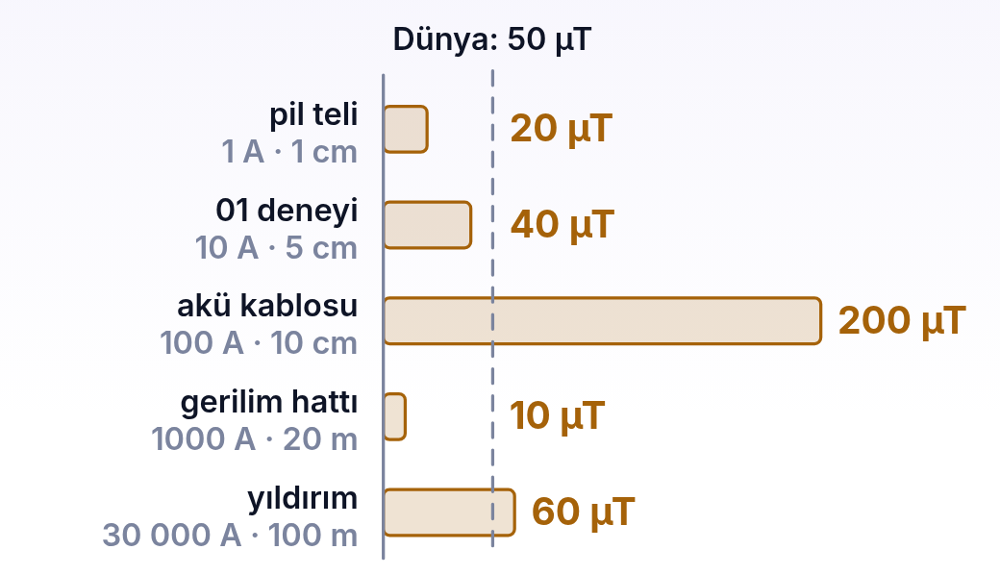 Dünya: 50 µT
pil teli
1 A · 1 cm
20 µT
01 deneyi
10 A · 5 cm
40 µT
akü kablosu
100 A · 10 cm
200 µT
gerilim hattı
1000 A · 20 m
10 µT
yıldırım
30 000 A · 100 m
60 µT